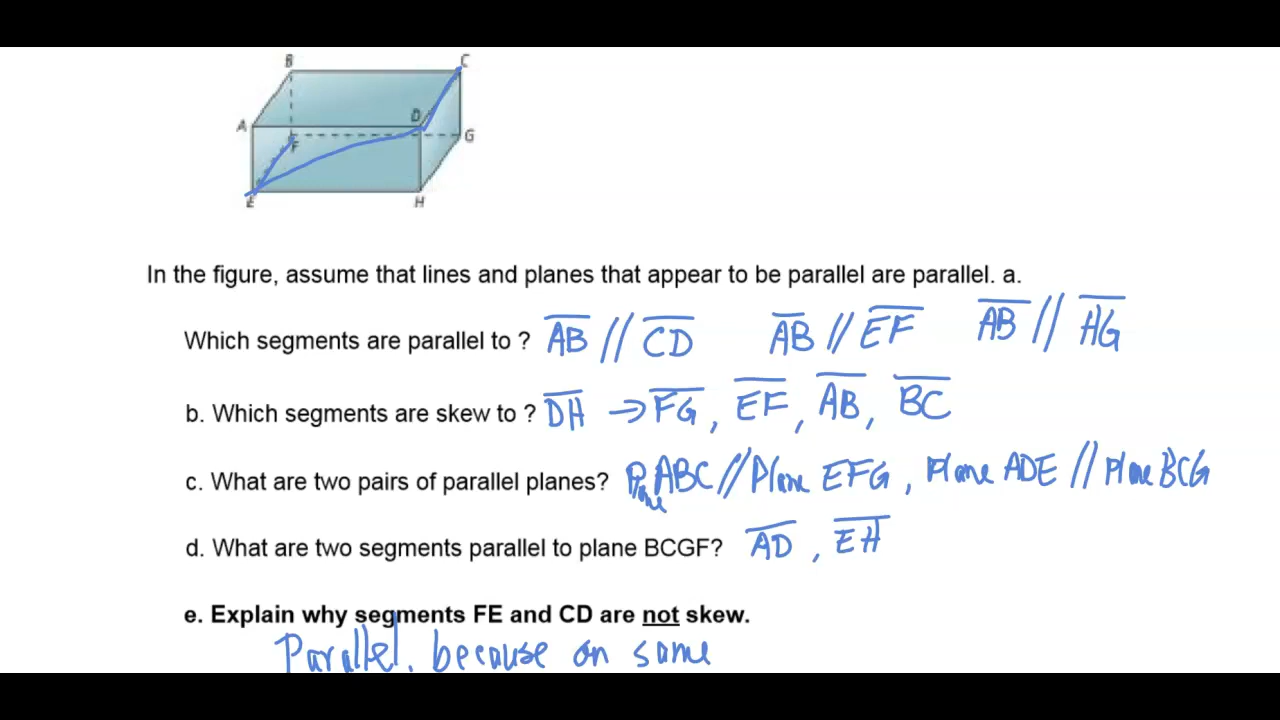 B
C
A
D
F
G
E
H
In the figure, assume that lines and planes that appear to be parallel are parallel. a.
Which segments are parallel to ? AB // CD AB // EF AB // HG
b. Which segments are skew to ? DH → FG, EF, AB, BC
c. What are two pairs of parallel planes? Plane ABC // Plane EFG, Plane ADE // Plane BCG
d. What are two segments parallel to plane BCGF? AD, EH
e. Explain why segments FE and CD are not skew.
Parallel, because on same